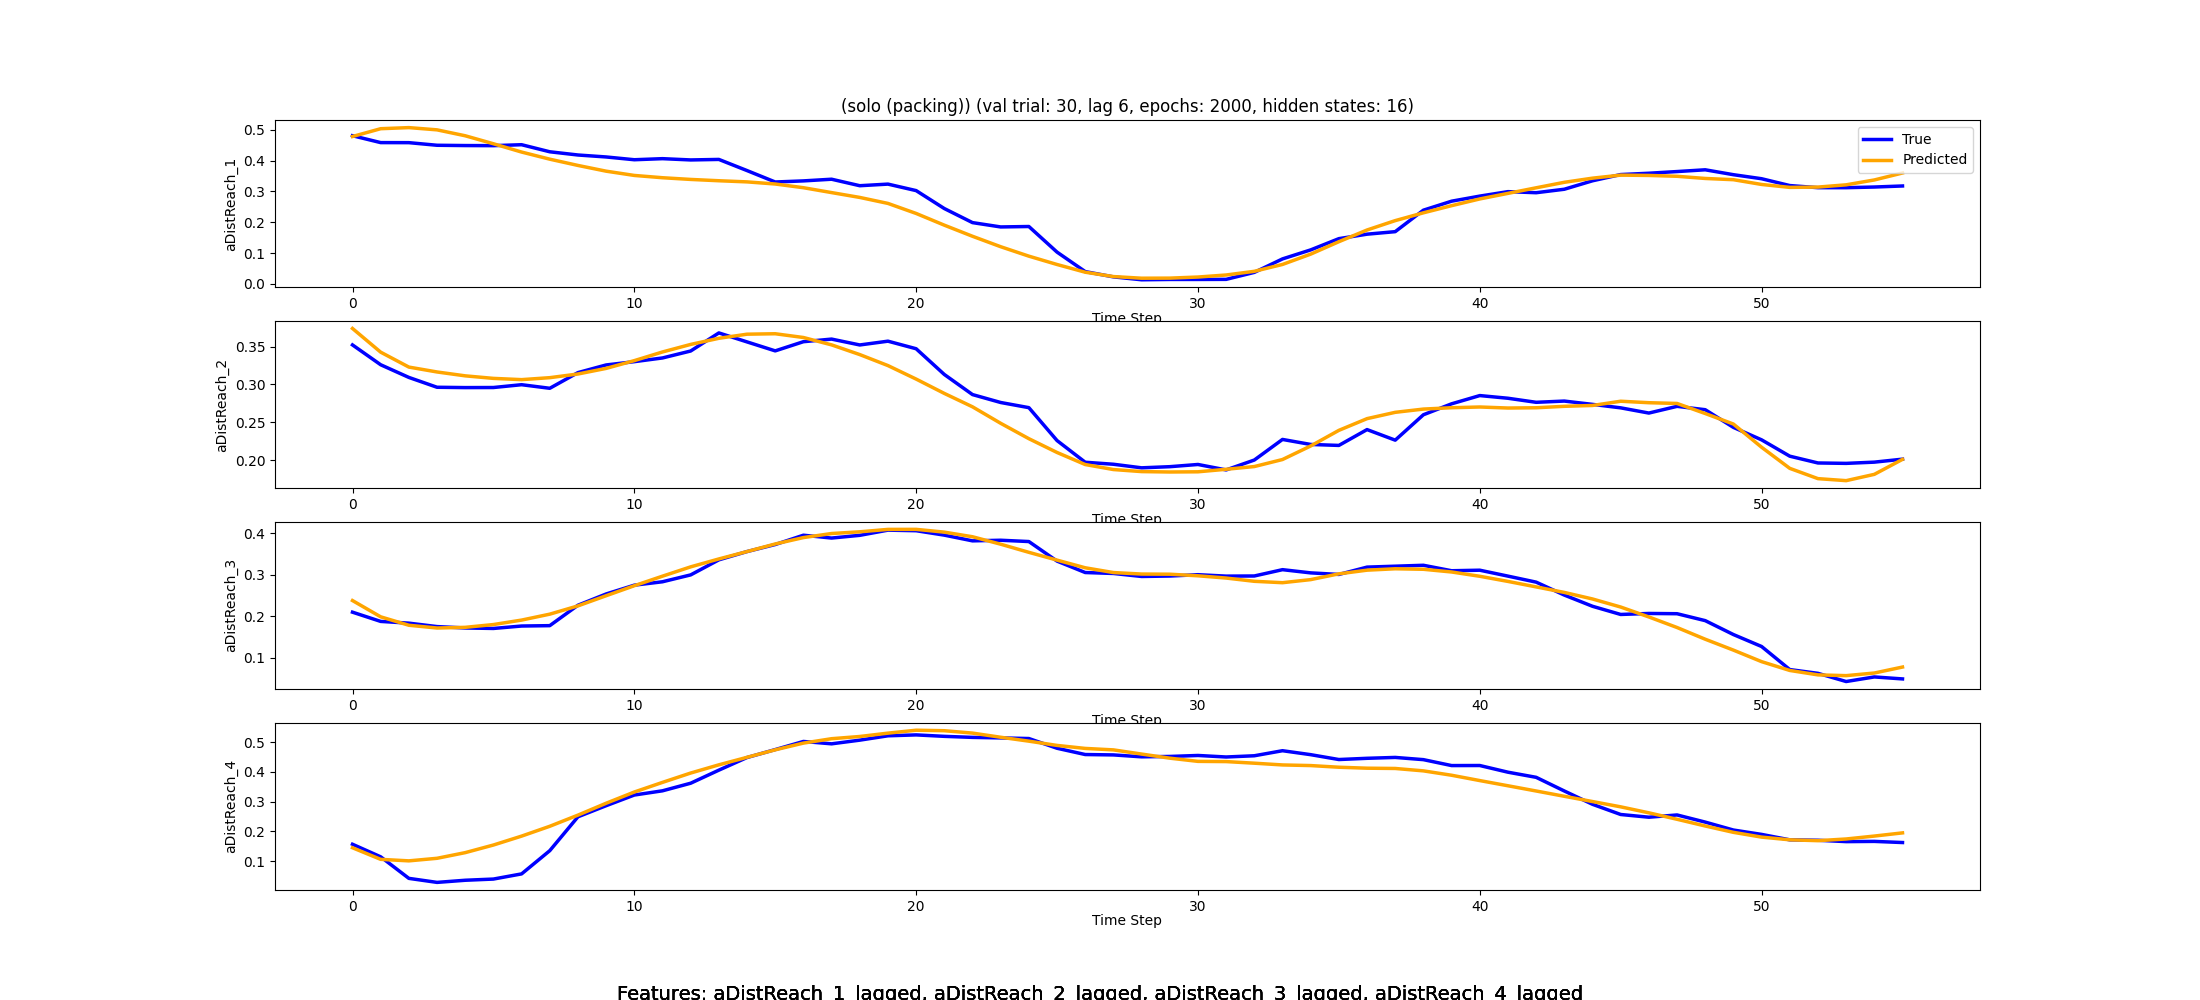 (solo (packing)) (val trial: 30, lag 6, epochs: 2000, hidden states: 16)
True
Predicted
aDistReach_1
0.5
0.4
0.3
0.2
0.1
0.0
0 10 20 30 40 50
Time Step
aDistReach_2
0.35
0.30
0.25
0.20
0 10 20 30 40 50
Time Step
aDistReach_3
0.4
0.3
0.2
0.1
0 10 20 30 40 50
Time Step
aDistReach_4
0.5
0.4
0.3
0.2
0.1
0 10 20 30 40 50
Time Step
Features: aDistReach_1_lagged, aDistReach_2_lagged, aDistReach_3_lagged, aDistReach_4_lagged